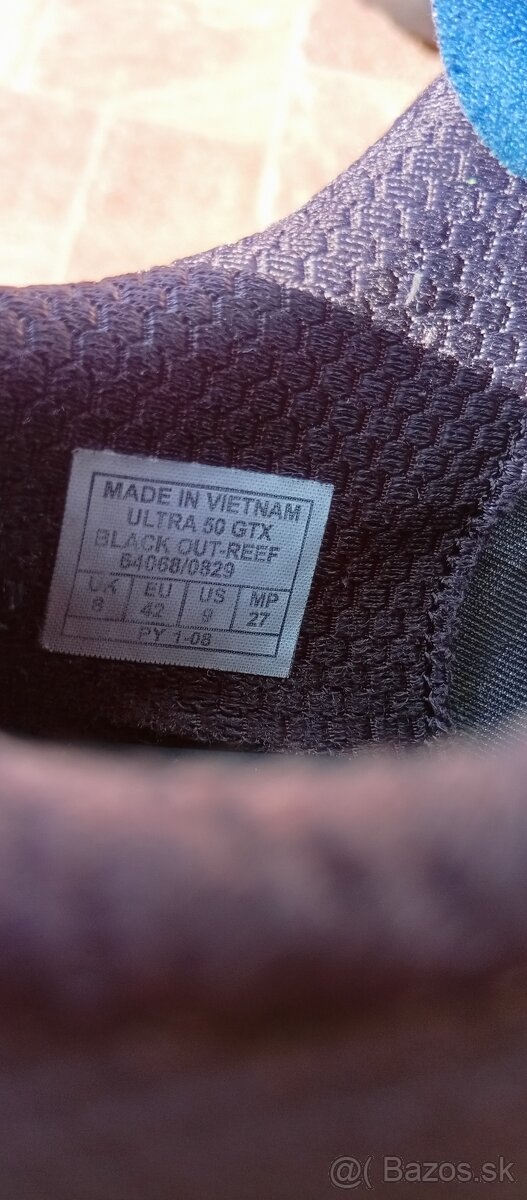 MADE IN VIETNAM
ULTRA 50 GTX
BLACK OUT-REEF
64068/0829
UK EU US MP
8 42 9 27
PY 1-08
@( Bazos.sk